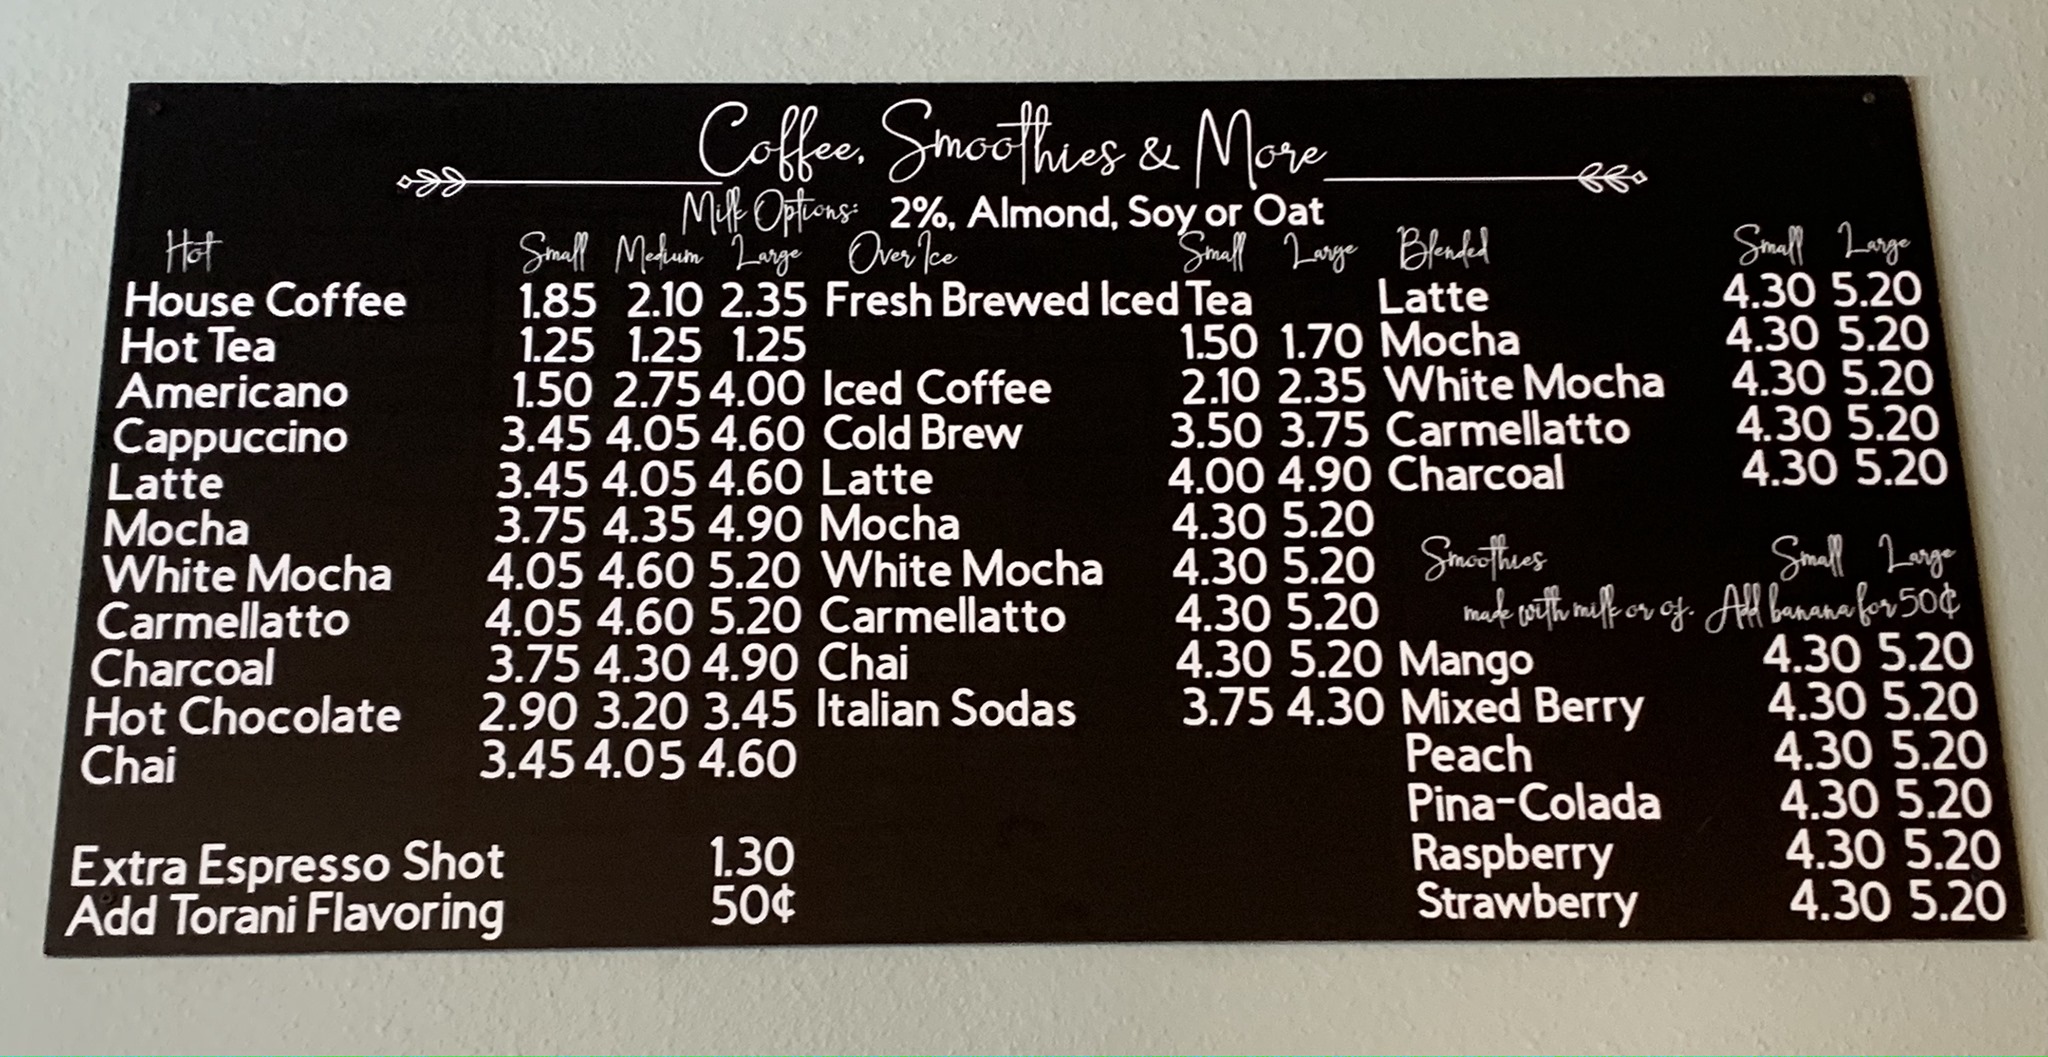 Coffee, Smoothies & More
Milk Options: 2%, Almond, Soy or Oat
Hot Small Medium Large
House Coffee 1.85 2.10 2.35
Hot Tea 1.25 1.25 1.25
Americano 1.50 2.75 4.00
Cappuccino 3.45 4.05 4.60
Latte 3.45 4.05 4.60
Mocha 3.75 4.35 4.90
White Mocha 4.05 4.60 5.20
Carmellatto 4.05 4.60 5.20
Charcoal 3.75 4.30 4.90
Hot Chocolate 2.90 3.20 3.45
Chai 3.45 4.05 4.60
Extra Espresso Shot 1.30
Add Torani Flavoring 50¢
Over Ice Small Large
Fresh Brewed Iced Tea
1.50 1.70
Iced Coffee 2.10 2.35
Cold Brew 3.50 3.75
Latte 4.00 4.90
Mocha 4.30 5.20
White Mocha 4.30 5.20
Carmellatto 4.30 5.20
Chai 4.30 5.20
Italian Sodas 3.75 4.30
Blended Small Large
Latte 4.30 5.20
Mocha 4.30 5.20
White Mocha 4.30 5.20
Carmellatto 4.30 5.20
Charcoal 4.30 5.20
Smoothies Small Large
made with milk or oj. Add banana for 50¢
Mango 4.30 5.20
Mixed Berry 4.30 5.20
Peach 4.30 5.20
Pina-Colada 4.30 5.20
Raspberry 4.30 5.20
Strawberry 4.30 5.20